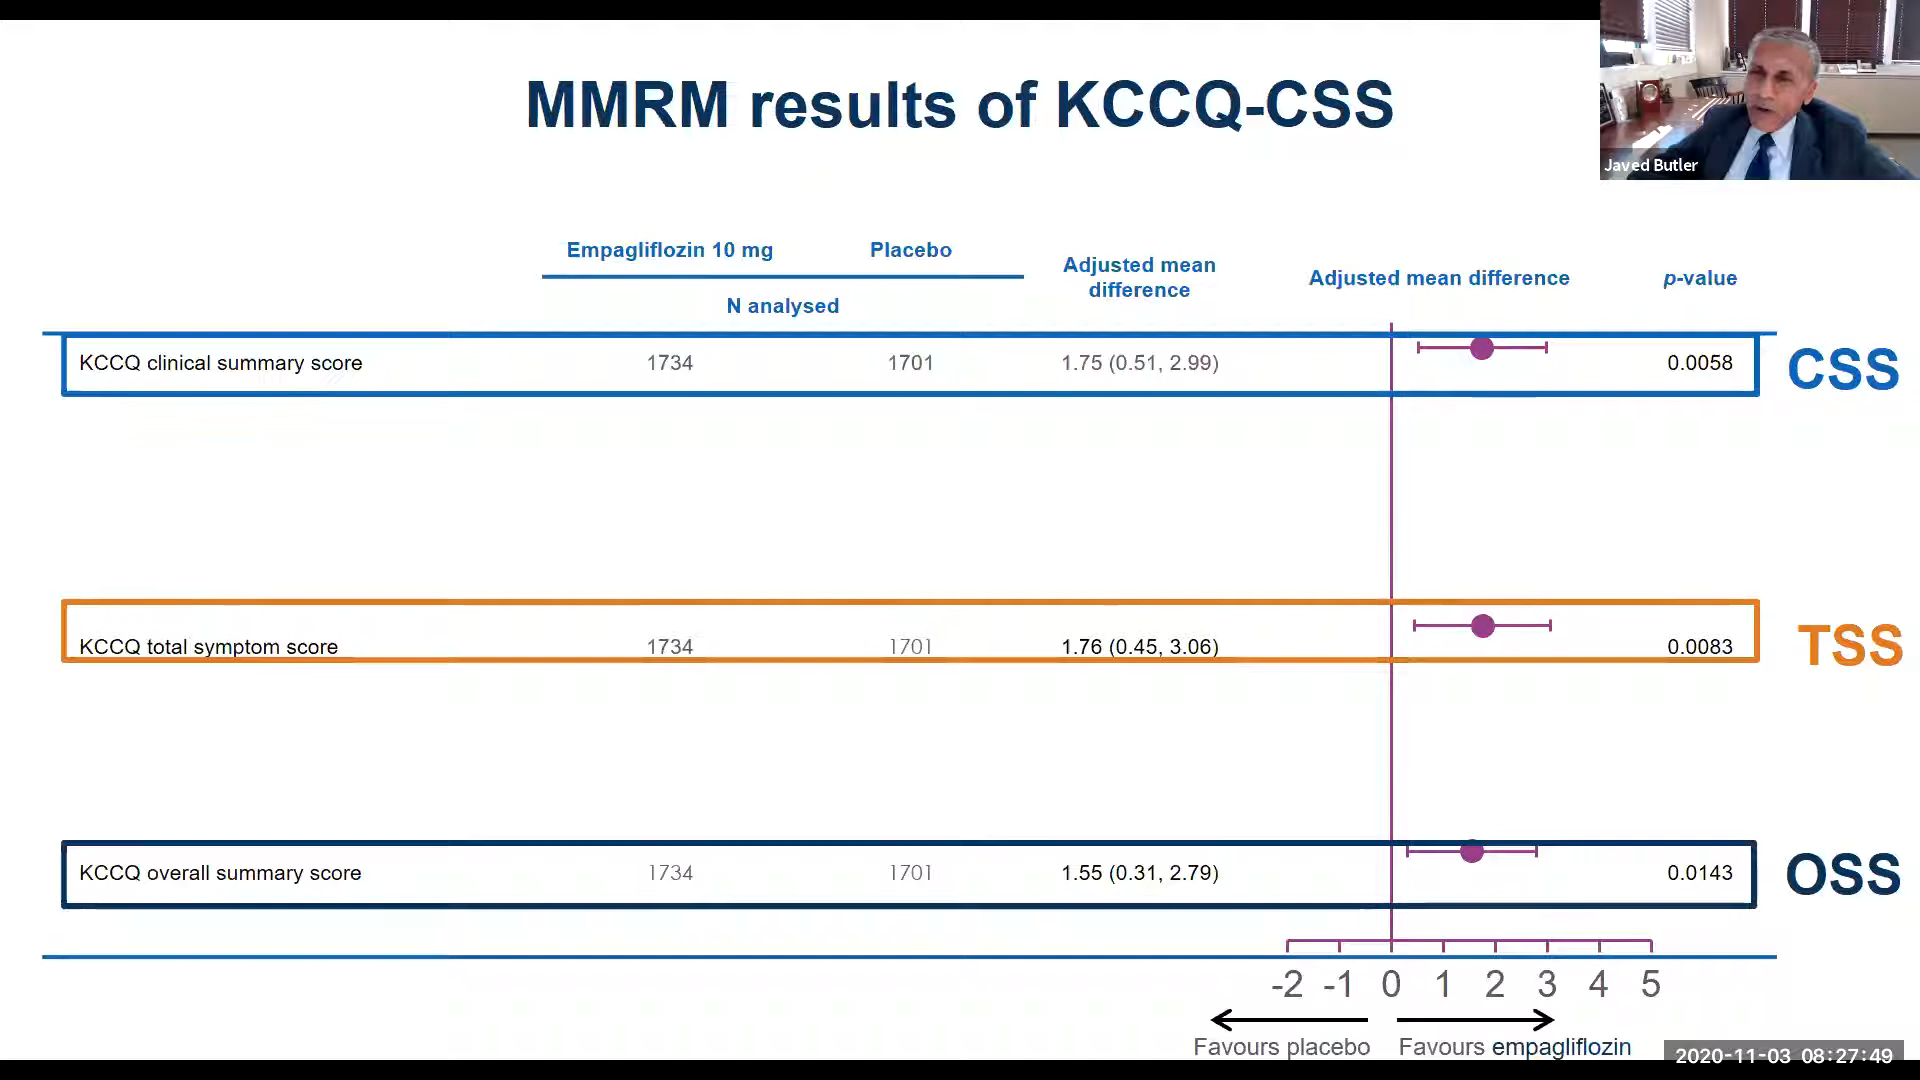 MMRM results of KCCQ-CSS
Javed Butler
Empagliflozin 10 mg Placebo
N analysed
Adjusted mean
difference
Adjusted mean difference
p-value
KCCQ clinical summary score 1734 1701 1.75 (0.51, 2.99) 0.0058 CSS
KCCQ total symptom score 1734 1701 1.76 (0.45, 3.06) 0.0083 TSS
KCCQ overall summary score 1734 1701 1.55 (0.31, 2.79) 0.0143 OSS
-2 -1 0 1 2 3 4 5
Favours placebo Favours empagliflozin
2020-11-03 08:27:49